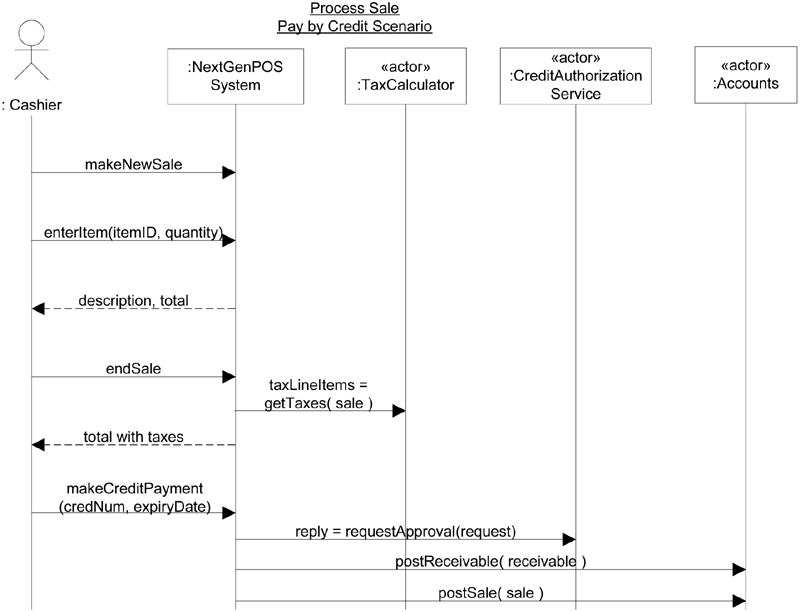 Process Sale
Pay by Credit Scenario
: Cashier
:NextGenPOS
System
«actor»
:TaxCalculator
«actor»
:CreditAuthorization
Service
«actor»
:Accounts
makeNewSale
enterItem(itemID, quantity)
description, total
endSale
taxLineItems =
getTaxes( sale )
total with taxes
makeCreditPayment
(credNum, expiryDate)
reply = requestApproval(request)
postReceivable( receivable )
postSale( sale )